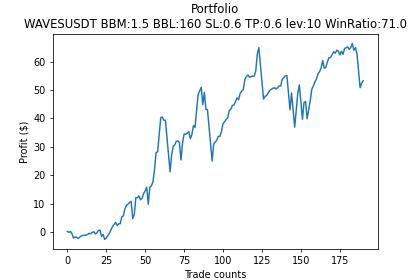 Portfolio
WAVESUSDT BBM:1.5 BBL:160 SL:0.6 TP:0.6 lev:10 WinRatio:71.0
Profit ($)
60
50
40
30
20
10
0
0 25 50 75 100 125 150 175
Trade counts